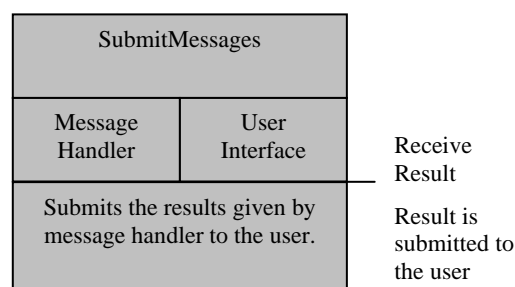 SubmitMessages
Message
Handler
User
Interface
Submits the results given by
message handler to the user.
Receive
Result
Result is
submitted to
the user